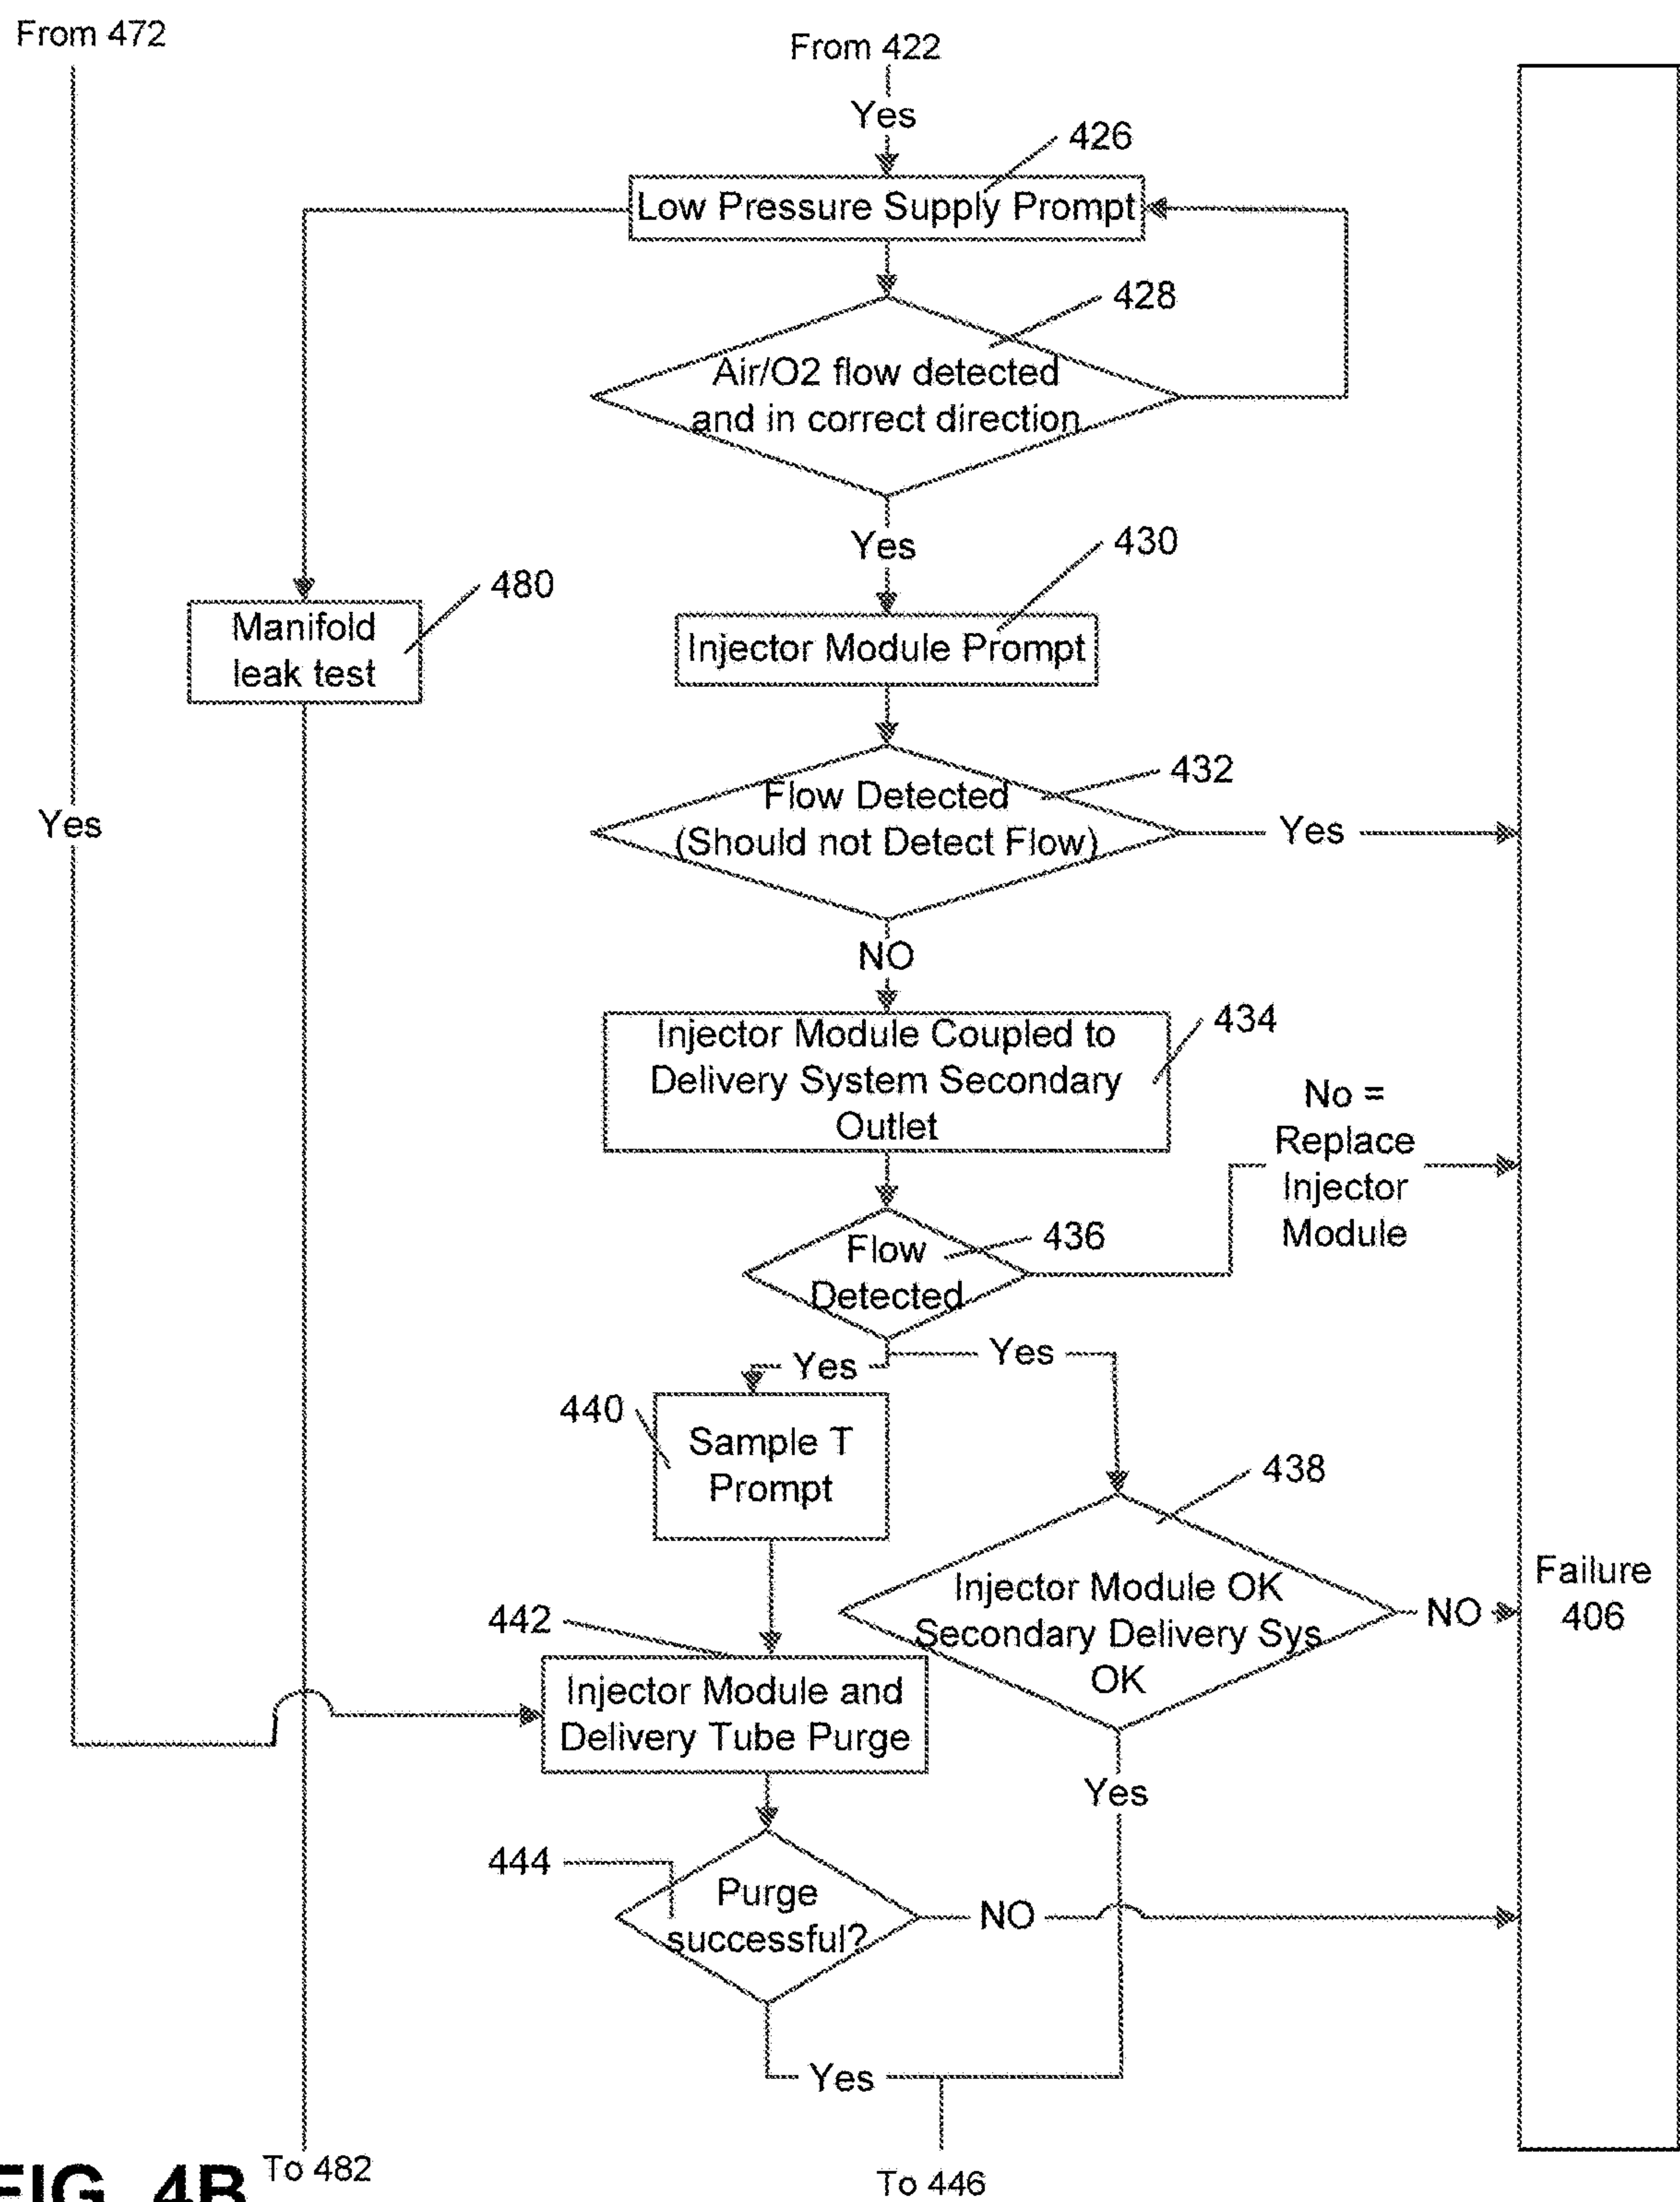 From 472
From 422
Yes
426
Low Pressure Supply Prompt
428
Air/O2 flow detected
and in correct direction
Yes
430
480
Manifold
leak test
Injector Module Prompt
432
Flow Detected
(Should not Detect Flow)
Yes
Yes
NO
434
Injector Module Coupled to
Delivery System Secondary
Outlet
No =
Replace
Injector
Module
436
Flow
Detected
Yes
Yes
440
Sample T
Prompt
438
Injector Module OK
Secondary Delivery Sys
OK
NO
Failure
406
442
Injector Module and
Delivery Tube Purge
Yes
444
Purge
successful?
NO
Yes
To 482
To 446
FIG. 4B